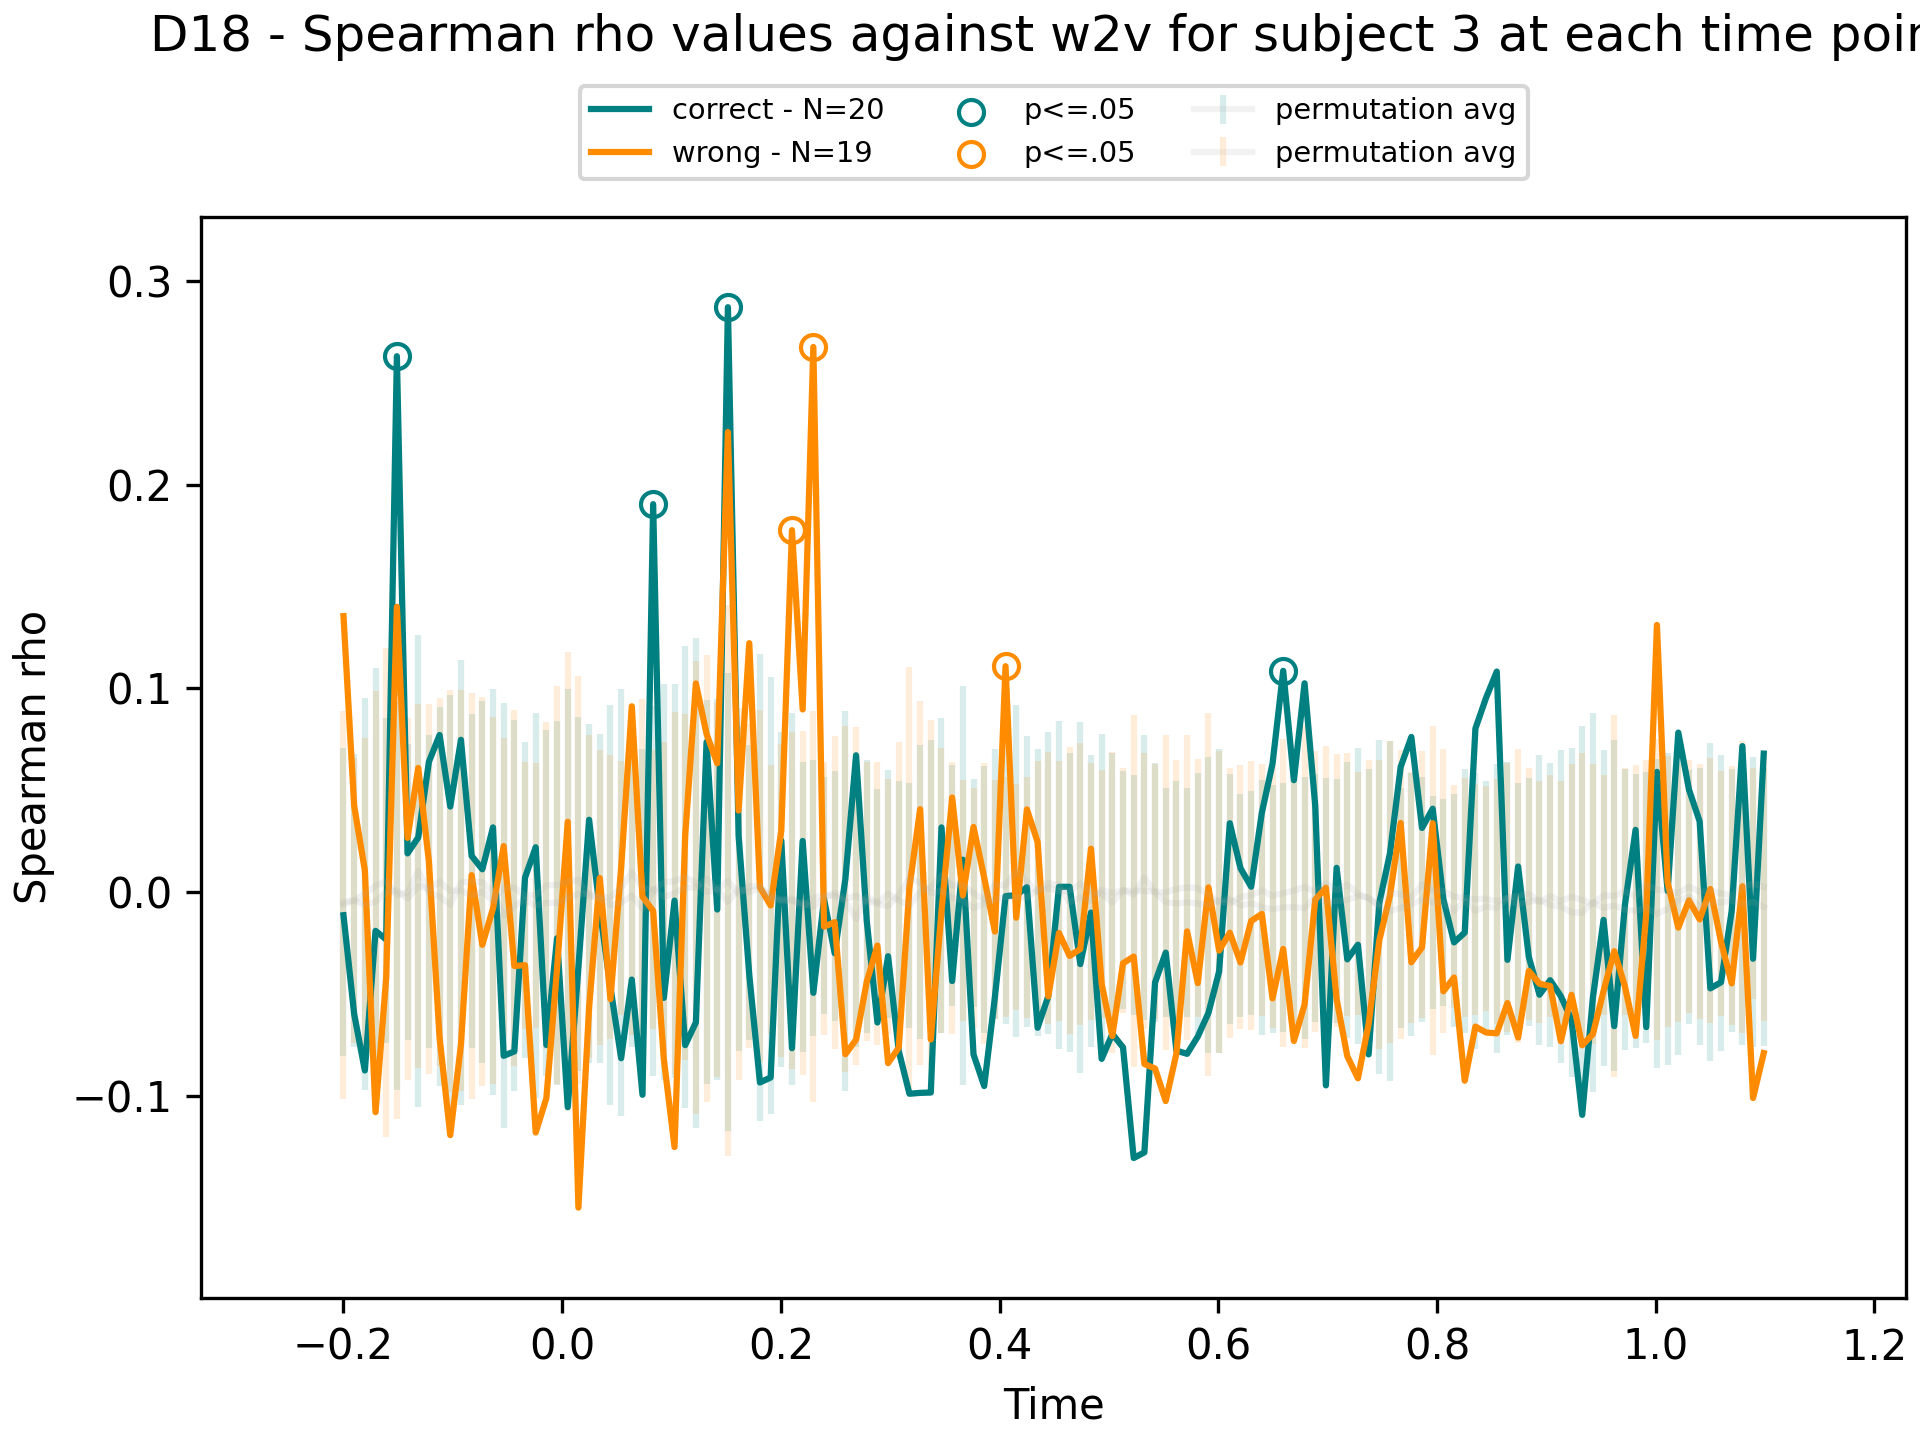 D18 - Spearman rho values against w2v for subject 3 at each time
correct - N=20 p<=.05 permutation avg
wrong - N=19 p<=.05 permutation avg
0.3
0.2
0.1
0.0
−0.1
Spearman rho
−0.2 0.0 0.2 0.4 0.6 0.8 1.0 1.2
Time